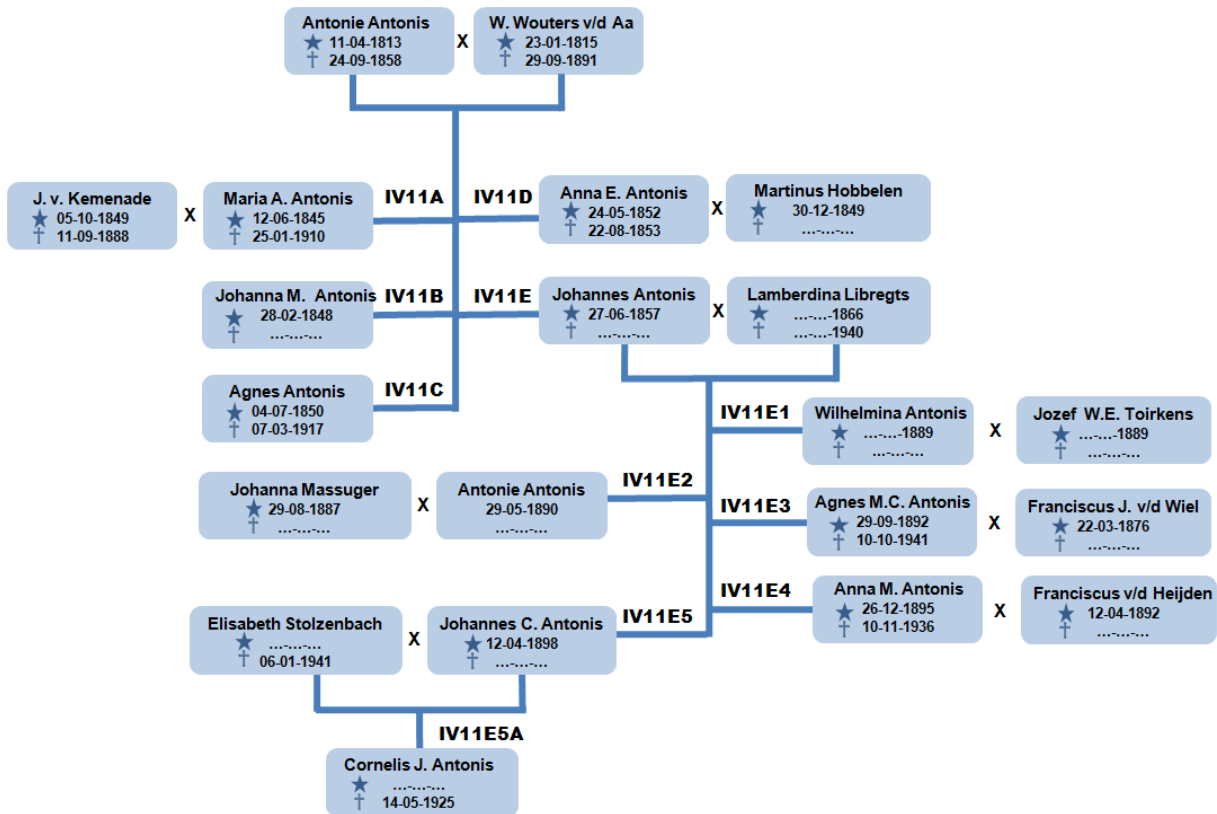 Antonie Antonis
11-04-1813
24-09-1858
X
W. Wouters v/d Aa
23-01-1815
29-09-1891
J. v. Kemenade
05-10-1849
11-09-1888
X
Maria A. Antonis
12-06-1845
25-01-1910
IV11A
IV11D
Anna E. Antonis
24-05-1852
22-08-1853
X
Martinus Hobbelen
30-12-1849
...-...-...
Johanna M. Antonis
28-02-1848
...-...-...
IV11B
IV11E
Johannes Antonis
27-06-1857
...-...-...
X
Lamberdina Libregts
...-...-1866
...-...-1940
Agnes Antonis
04-07-1850
07-03-1917
IV11C
IV11E1
Wilhelmina Antonis
...-...-1889
...-...-...
X
Jozef W.E. Toirkens
...-...-1889
...-...-...
Johanna Massuger
29-08-1887
...-...-...
X
Antonie Antonis
29-05-1890
...-...-...
IV11E2
IV11E3
Agnes M.C. Antonis
29-09-1892
10-10-1941
X
Franciscus J. v/d Wiel
22-03-1876
...-...-...
IV11E4
Anna M. Antonis
26-12-1895
10-11-1936
X
Franciscus v/d Heijden
12-04-1892
...-...-...
Elisabeth Stolzenbach
...-...-...
06-01-1941
X
Johannes C. Antonis
12-04-1898
...-...-...
IV11E5
IV11E5A
Cornelis J. Antonis
...-...-...
14-05-1925